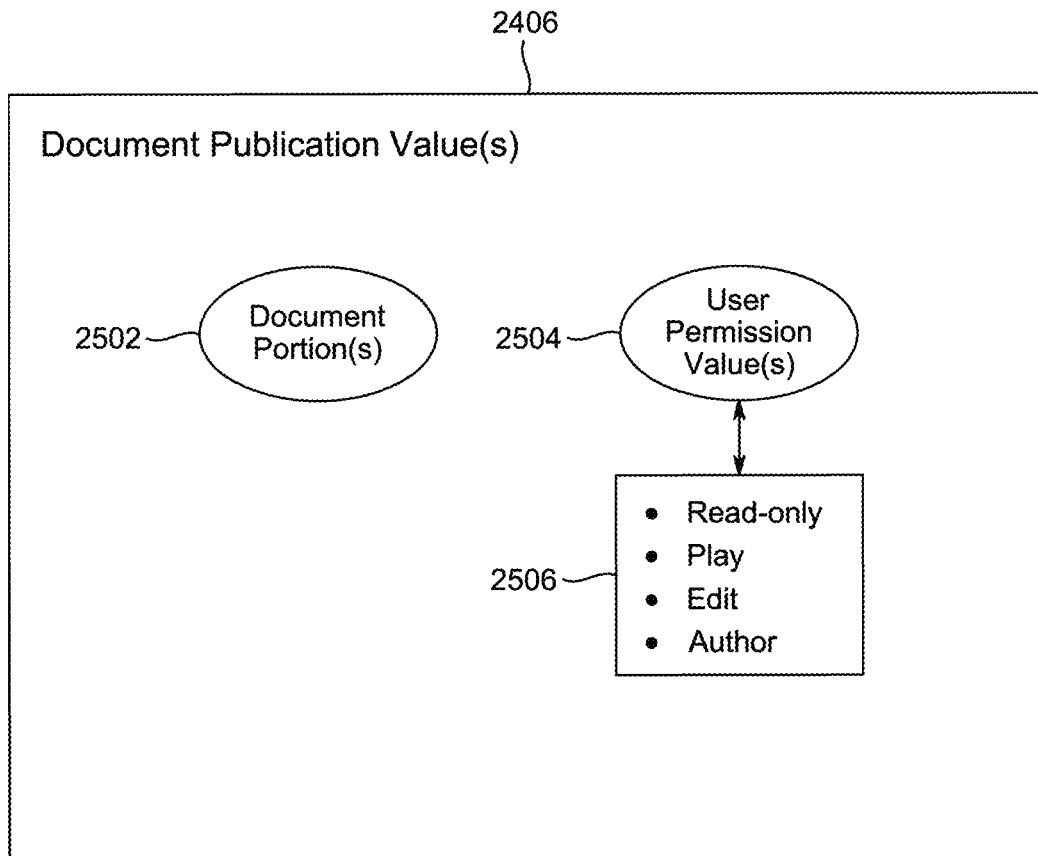 2406
Document Publication Value(s)
2502
Document
Portion(s)
2504
User
Permission
Value(s)
2506
• Read-only
• Play
• Edit
• Author